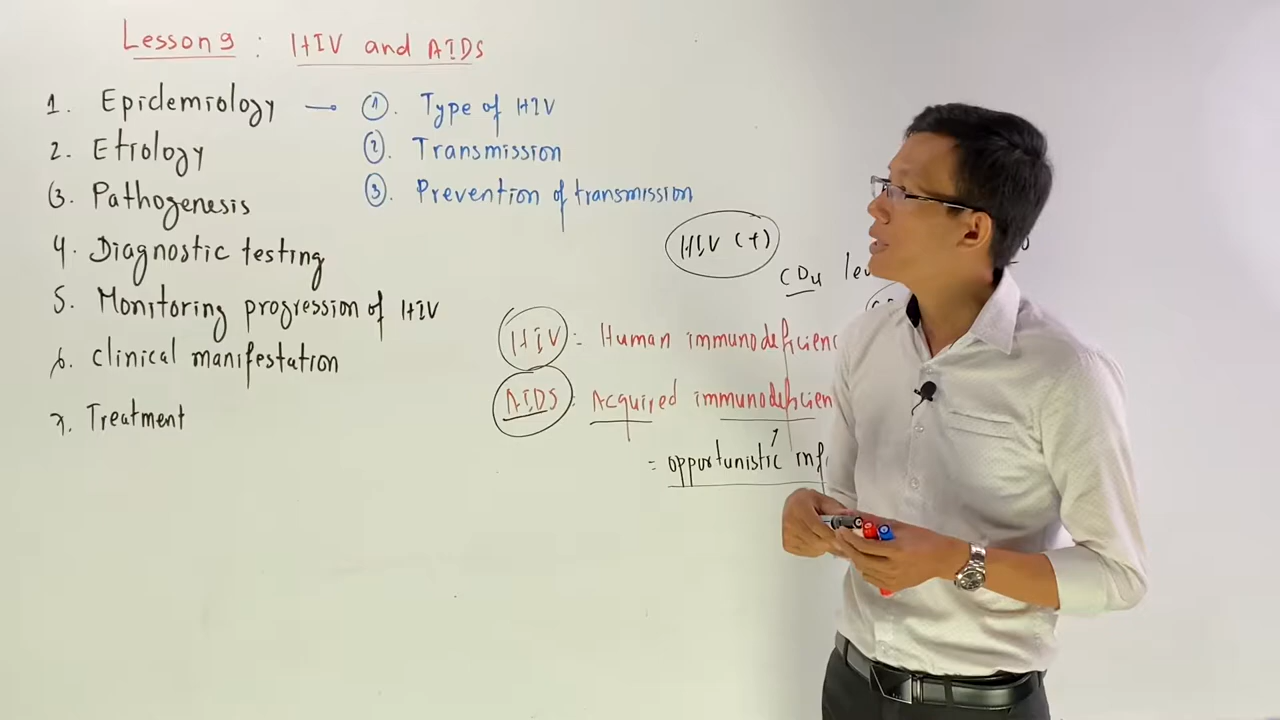 Lesson 9 : HIV and AIDS
1. Epidemiology →
2. Etiology
3. Pathogenesis
4. Diagnostic testing
5. Monitoring progression of HIV
6. clinical manifestation
7. Treatment
①. Type of HIV
②. Transmission
③. Prevention of transmission
HIV (+)
CD4
HIV = Human immunodeficienc
AIDS : Acquired immunodeficien
= opportunistic inf